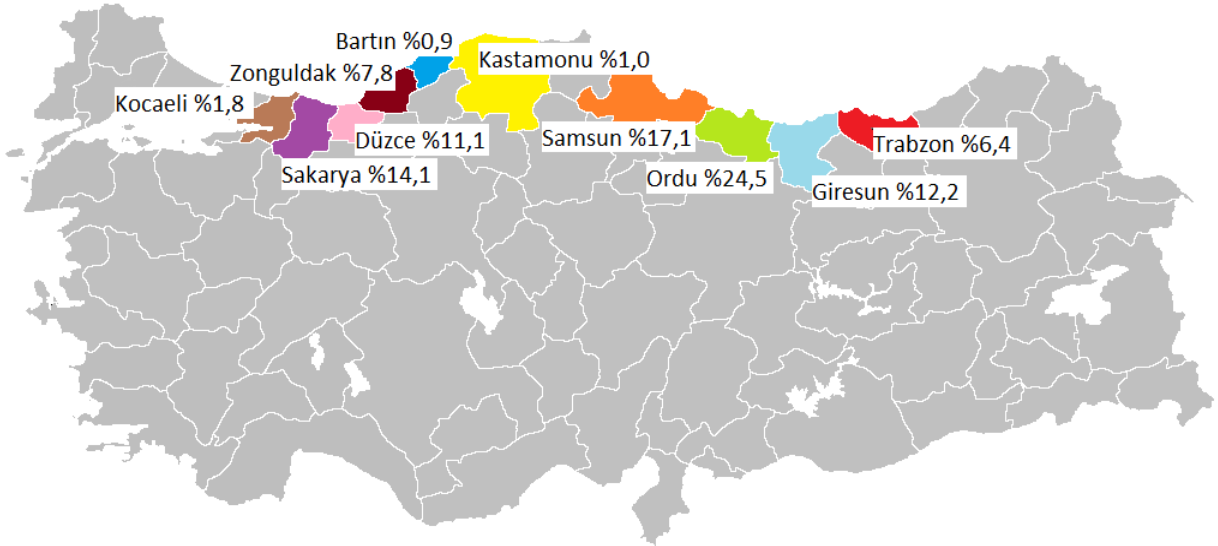 Bartın %0,9
Kastamonu %1,0
Zonguldak %7,8
Kocaeli %1,8
Düzce %11,1
Samsun %17,1
Trabzon %6,4
Sakarya %14,1
Ordu %24,5
Giresun %12,2